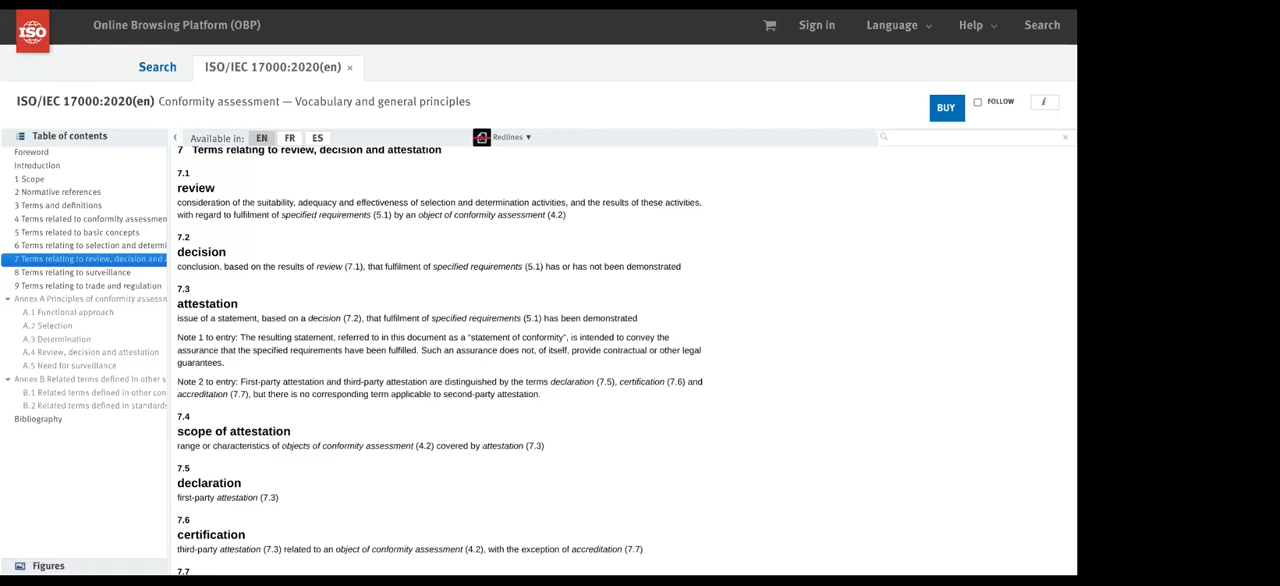 ISO
Online Browsing Platform (OBP)
Sign in
Language
Help
Search
Search
ISO/IEC 17000:2020(en) ×
ISO/IEC 17000:2020(en) Conformity assessment — Vocabulary and general principles
BUY
FOLLOW
i
Table of contents
Available in: EN FR ES
Redlines ▼
×
Foreword
Introduction
1 Scope
2 Normative references
3 Terms and definitions
4 Terms related to conformity assessmen
5 Terms related to basic concepts
6 Terms relating to selection and determi
7 Terms relating to review, decision and a
8 Terms relating to surveillance
9 Terms relating to trade and regulation
Annex A Principles of conformity assessm
A.1 Functional approach
A.2 Selection
A.3 Determination
A.4 Review, decision and attestation
A.5 Need for surveillance
Annex B Related terms defined in other s
B.1 Related terms defined in other con
B.2 Related terms defined in standards
Bibliography
Figures
7 Terms relating to review, decision and attestation
7.1
review
consideration of the suitability, adequacy and effectiveness of selection and determination activities, and the results of these activities,
with regard to fulfilment of specified requirements (5.1) by an object of conformity assessment (4.2)
7.2
decision
conclusion, based on the results of review (7.1), that fulfilment of specified requirements (5.1) has or has not been demonstrated
7.3
attestation
issue of a statement, based on a decision (7.2), that fulfilment of specified requirements (5.1) has been demonstrated
Note 1 to entry: The resulting statement, referred to in this document as a “statement of conformity”, is intended to convey the
assurance that the specified requirements have been fulfilled. Such an assurance does not, of itself, provide contractual or other legal
guarantees.
Note 2 to entry: First-party attestation and third-party attestation are distinguished by the terms declaration (7.5), certification (7.6) and
accreditation (7.7), but there is no corresponding term applicable to second-party attestation.
7.4
scope of attestation
range or characteristics of objects of conformity assessment (4.2) covered by attestation (7.3)
7.5
declaration
first-party attestation (7.3)
7.6
certification
third-party attestation (7.3) related to an object of conformity assessment (4.2), with the exception of accreditation (7.7)
7.7